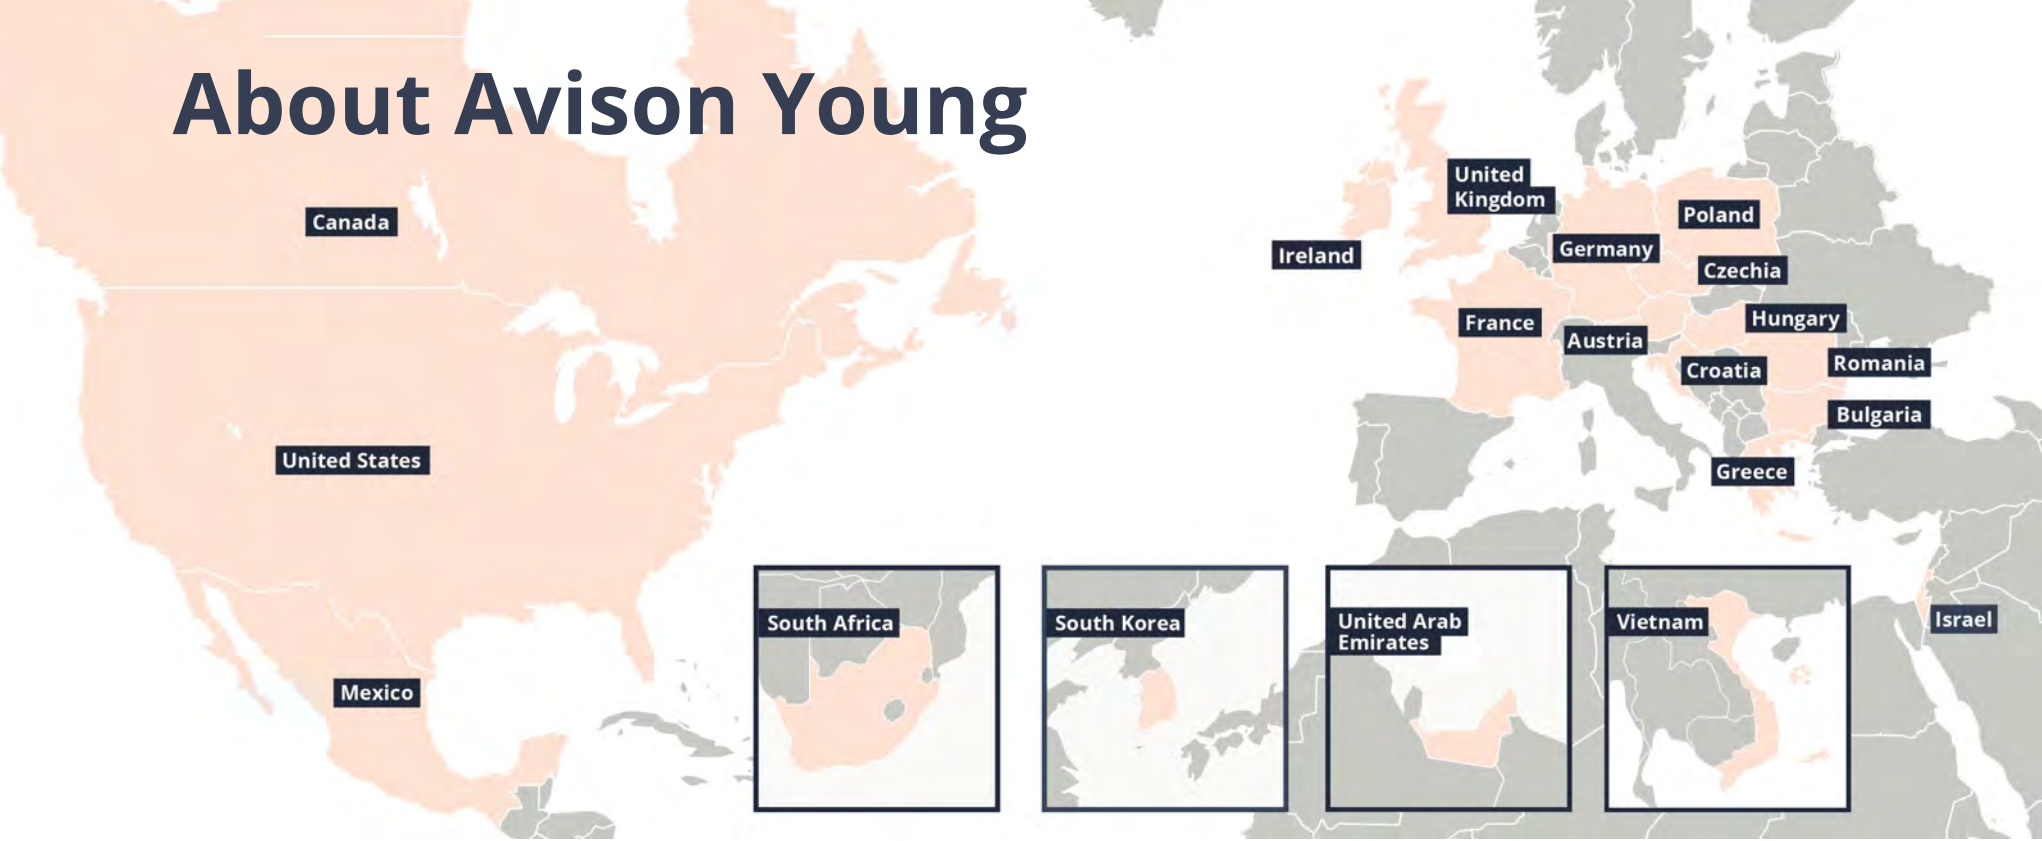 About Avison Young
Canada
United States
Mexico
Ireland
United
Kingdom
Poland
Germany
Czechia
France
Austria
Hungary
Croatia
Romania
Bulgaria
Greece
Israel
South Africa
South Korea
United Arab
Emirates
Vietnam